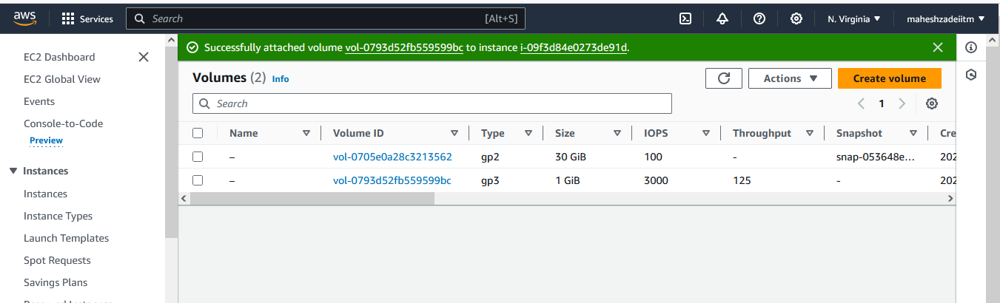 aws Services Search [Alt+S] N. Virginia maheshzadeiitm
EC2 Dashboard
EC2 Global View
Events
Console-to-Code
Preview
Instances
Instances
Instance Types
Launch Templates
Spot Requests
Savings Plans
Successfully attached volume vol-0793d52fb559599bc to instance i-09f3d84e0273de91d.
Volumes (2) Info Actions Create volume
Search 1
Name Volume ID Type Size IOPS Throughput Snapshot Cre
– vol-0705e0a28c3213562 gp2 30 GiB 100 - snap-053648e... 202
– vol-0793d52fb559599bc gp3 1 GiB 3000 125 - 202